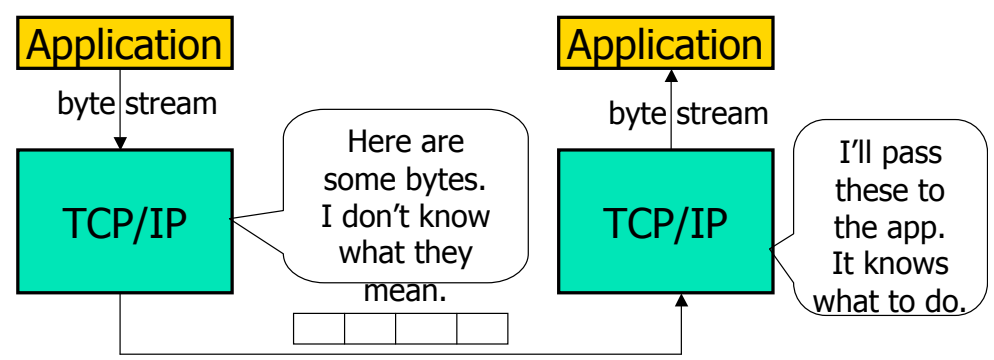 Application
byte stream
TCP/IP
Here are
some bytes.
I don’t know
what they
mean.
Application
byte stream
TCP/IP
I’ll pass
these to
the app.
It knows
what to do.